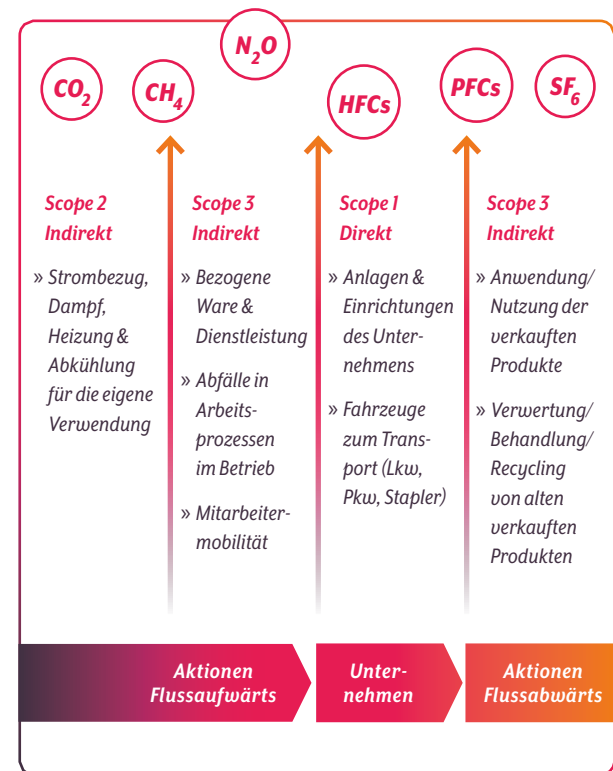 N₂O
CO₂
CH₄
HFCs
PFCs
SF₆
Scope 2
Indirekt
» Strombezug,
Dampf,
Heizung &
Abkühlung
für die eigene
Verwendung
Scope 3
Indirekt
» Bezogene
Ware &
Dienstleistung
» Abfälle in
Arbeits-
prozessen
im Betrieb
» Mitarbeiter-
mobilität
Scope 1
Direkt
» Anlagen &
Einrichtungen
des Unter-
nehmens
» Fahrzeuge
zum Trans-
port (Lkw,
Pkw, Stapler)
Scope 3
Indirekt
» Anwendung/
Nutzung der
verkauften
Produkte
» Verwertung/
Behandlung/
Recycling
von alten
verkauften
Produkten
Aktionen
Flussaufwärts
Unter-
nehmen
Aktionen
Flussabwärts